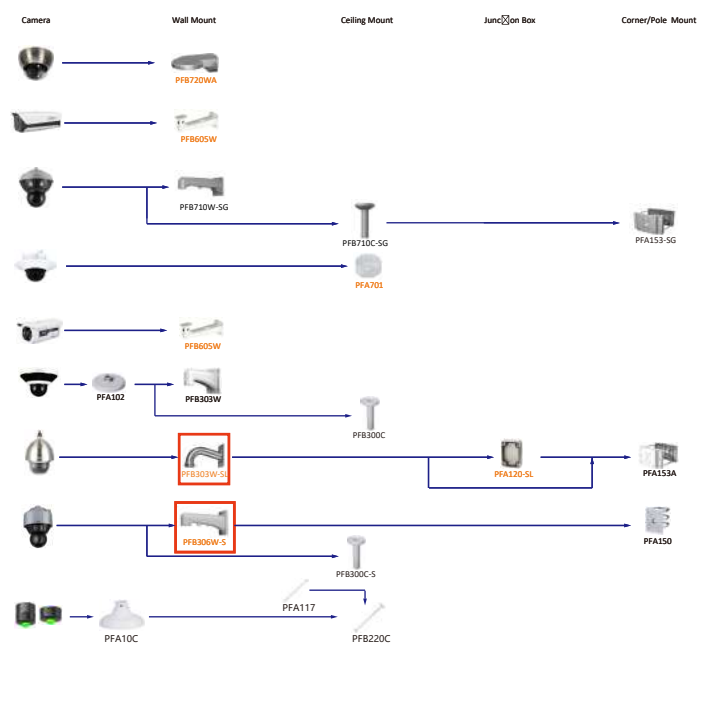 Camera Wall Mount Ceiling Mount Junc☒on Box Corner/Pole Mount
PFB720WA
PFB605W
PFB710W-SG
PFB710C-SG PFA153-SG
PFA701
PFB605W
PFA102 PFB303W
PFB300C
PFB303W-SL PFA120-SL PFA153A
PFB306W-S PFA150
PFB300C-S
PFA117
PFA10C PFB220C